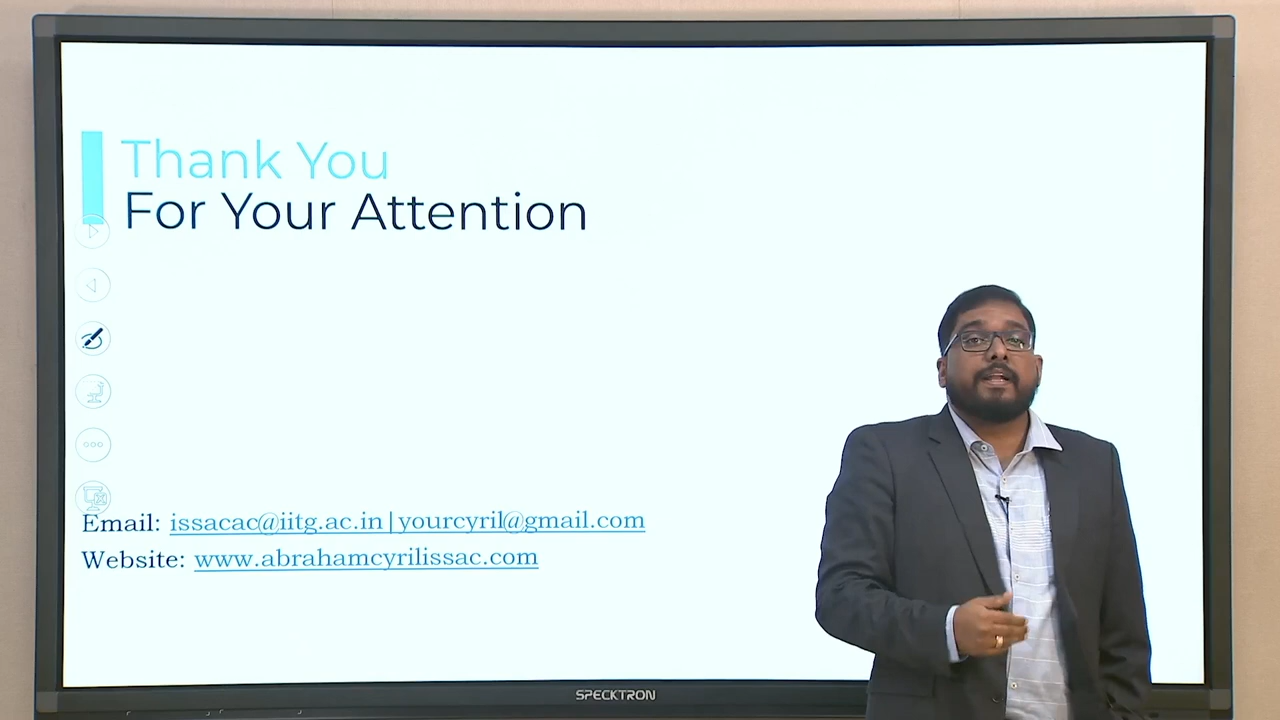 Thank You
For Your Attention
Email: issacac@iitg.ac.in|yourcyril@gmail.com
Website: www.abrahamcyrilissac.com
SPECKTRON